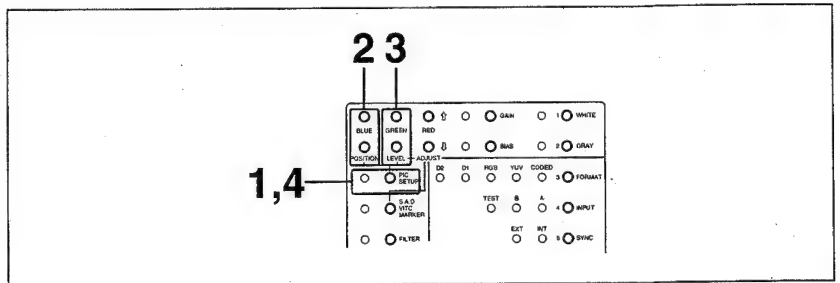 2 3
GAIN 1 WHITE
BLUE GREEN RED
BIAS 2 GRAY
POSITION LEVEL ADJUST
1,4
PIC SETUP D2 D1 RGB YUV CODED 3 FORMAT
S.A.D VITC MARKER TEST B A 4 INPUT
EXT INT
FILTER 5 SYNC